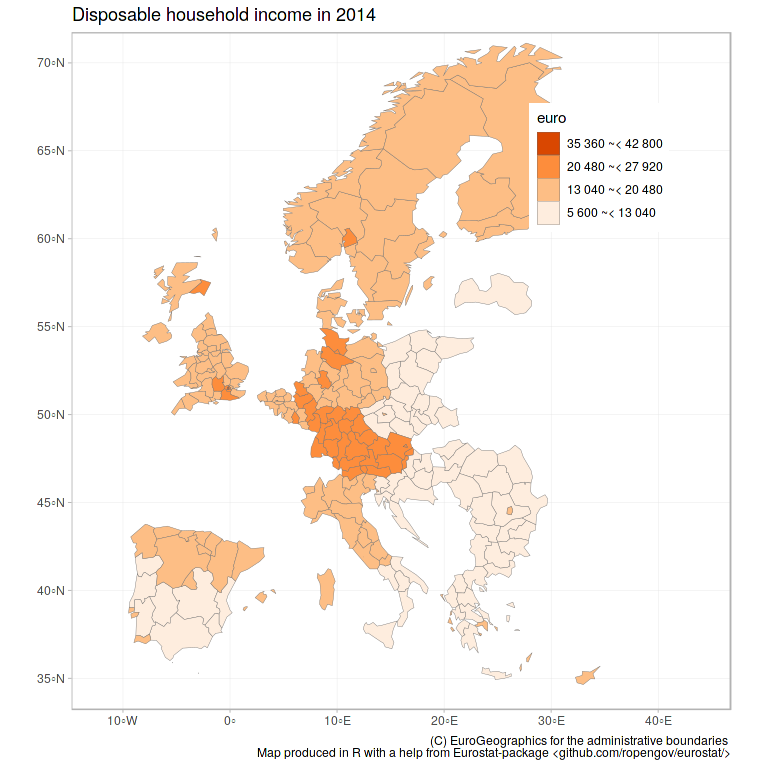 Disposable household income in 2014
70°N
65°N
60°N
55°N
50°N
45°N
40°N
35°N
euro
35 360 ~< 42 800
20 480 ~< 27 920
13 040 ~< 20 480
5 600 ~< 13 040
10°W
0°
10°E
20°E
30°E
40°E
(C) EuroGeographics for the administrative boundaries
Map produced in R with a help from Eurostat-package <github.com/ropengov/eurostat/>